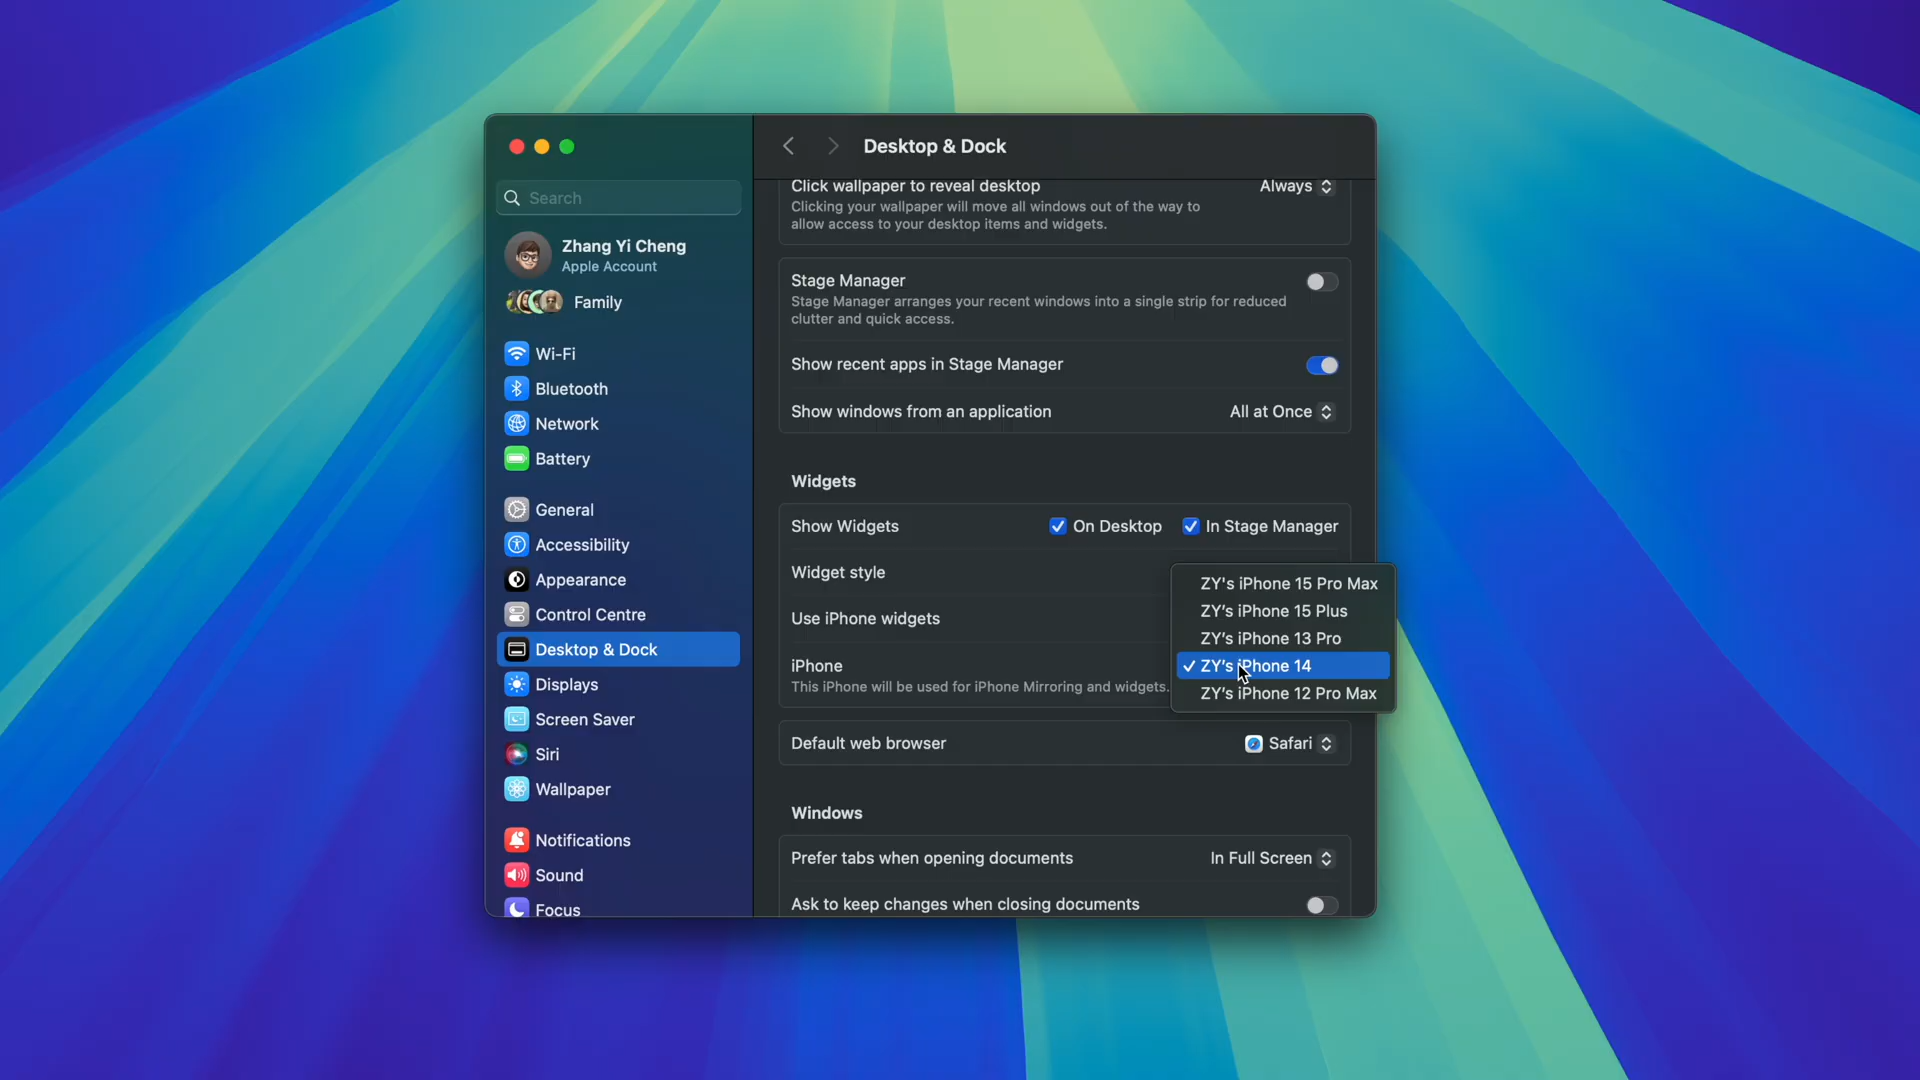 Search
Zhang Yi Cheng
Apple Account
Family
Wi-Fi
Bluetooth
Network
Battery
General
Accessibility
Appearance
Control Centre
Desktop & Dock
Displays
Screen Saver
Siri
Wallpaper
Notifications
Sound
Focus
Desktop & Dock
Click wallpaper to reveal desktop
Always
Clicking your wallpaper will move all windows out of the way to
allow access to your desktop items and widgets.
Stage Manager
Stage Manager arranges your recent windows into a single strip for reduced
clutter and quick access.
Show recent apps in Stage Manager
Show windows from an application
All at Once
Widgets
Show Widgets
On Desktop
In Stage Manager
Widget style
Use iPhone widgets
iPhone
This iPhone will be used for iPhone Mirroring and widgets.
ZY's iPhone 15 Pro Max
ZY’s iPhone 15 Plus
ZY’s iPhone 13 Pro
ZY’s iPhone 14
ZY’s iPhone 12 Pro Max
Default web browser
Safari
Windows
Prefer tabs when opening documents
In Full Screen
Ask to keep changes when closing documents